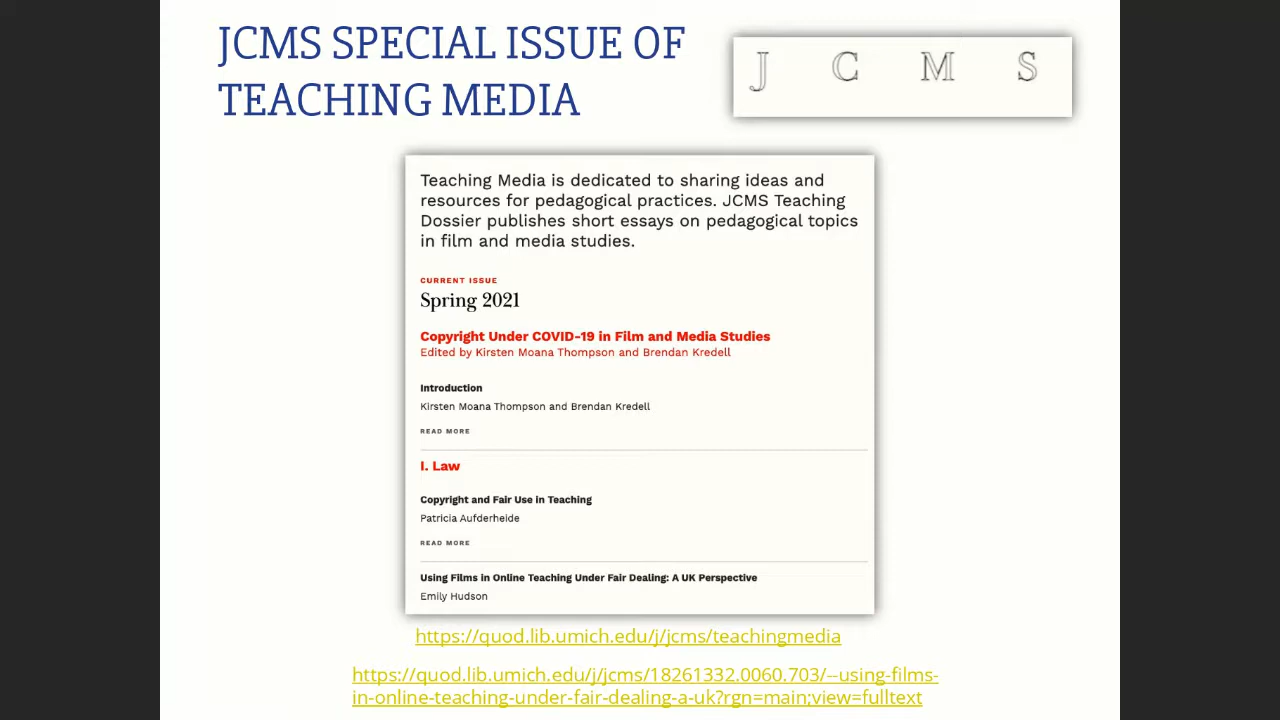 JCMS SPECIAL ISSUE OF
TEACHING MEDIA
J C M S
Teaching Media is dedicated to sharing ideas and
resources for pedagogical practices. JCMS Teaching
Dossier publishes short essays on pedagogical topics
in film and media studies.
CURRENT ISSUE
Spring 2021
Copyright Under COVID-19 in Film and Media Studies
Edited by Kirsten Moana Thompson and Brendan Kredell
Introduction
Kirsten Moana Thompson and Brendan Kredell
READ MORE
I. Law
Copyright and Fair Use in Teaching
Patricia Aufderheide
READ MORE
Using Films in Online Teaching Under Fair Dealing: A UK Perspective
Emily Hudson
https://quod.lib.umich.edu/j/jcms/teachingmedia
https://quod.lib.umich.edu/j/jcms/18261332.0060.703/--using-films-
in-online-teaching-under-fair-dealing-a-uk?rgn=main;view=fulltext